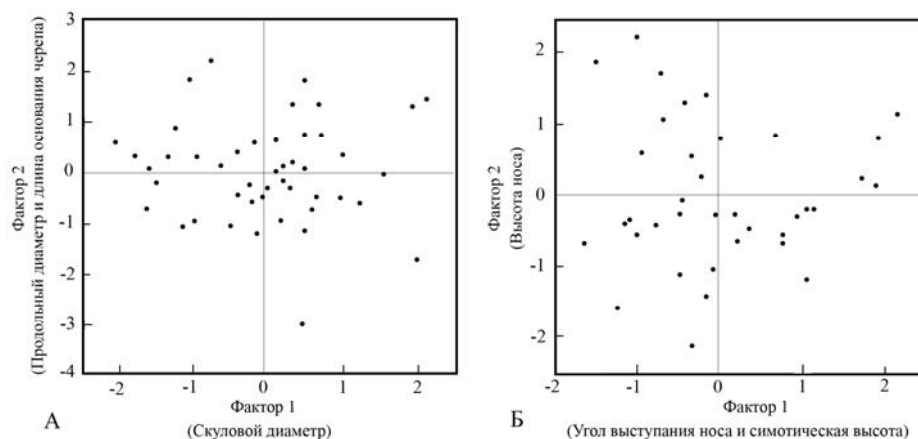 Фактор 2
(Продольный диаметр и длина основания черепа)
3
2
1
0
-1
-2
-3
-4
-2
-1
0
1
2
Фактор 1
(Скуловой диаметр)
А
Фактор 2
(Высота носа)
2
1
0
-1
-2
-2
-1
0
1
2
Фактор 1
(Угол выступания носа и симотическая высота)
Б